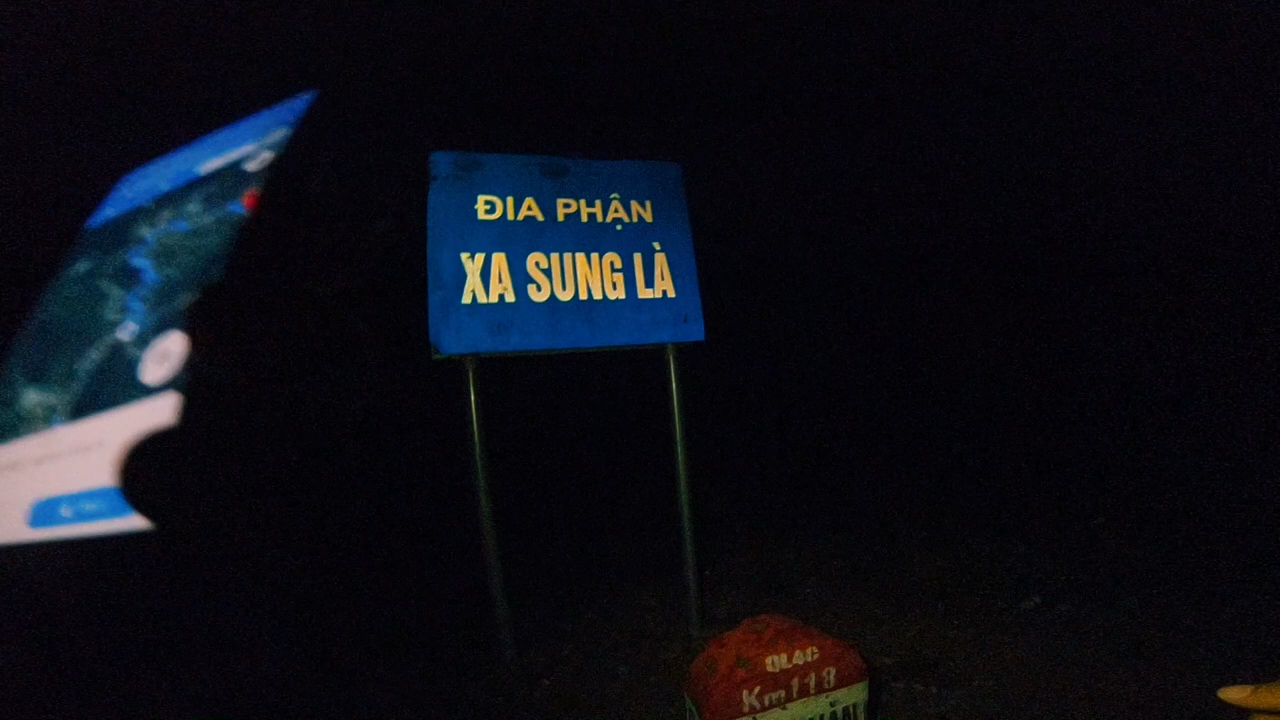 ĐIA PHẬN
XA SUNG LÀ
QL4C
Km118